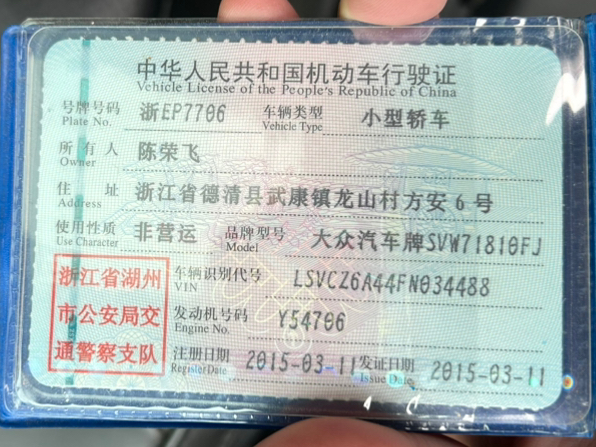 中华人民共和国机动车行驶证
Vehicle License of the People's Republic of China
号牌号码 浙EP7706 车辆类型 小型轿车
Plate No. Vehicle Type
所有人 陈荣飞
Owner
住址 浙江省德清县武康镇龙山村方安6号
Address
使用性质 非营运 品牌型号 大众汽车牌SVW71810FJ
Use Character Model
浙江省湖州 车辆识别代号 LSVCZ6A44FN034488
VIN
市公安局交 发动机号码 Y54706
Engine No.
通警察支队 注册日期 2015-03-11 发证日期 2015-03-11
Register Date Issue Date